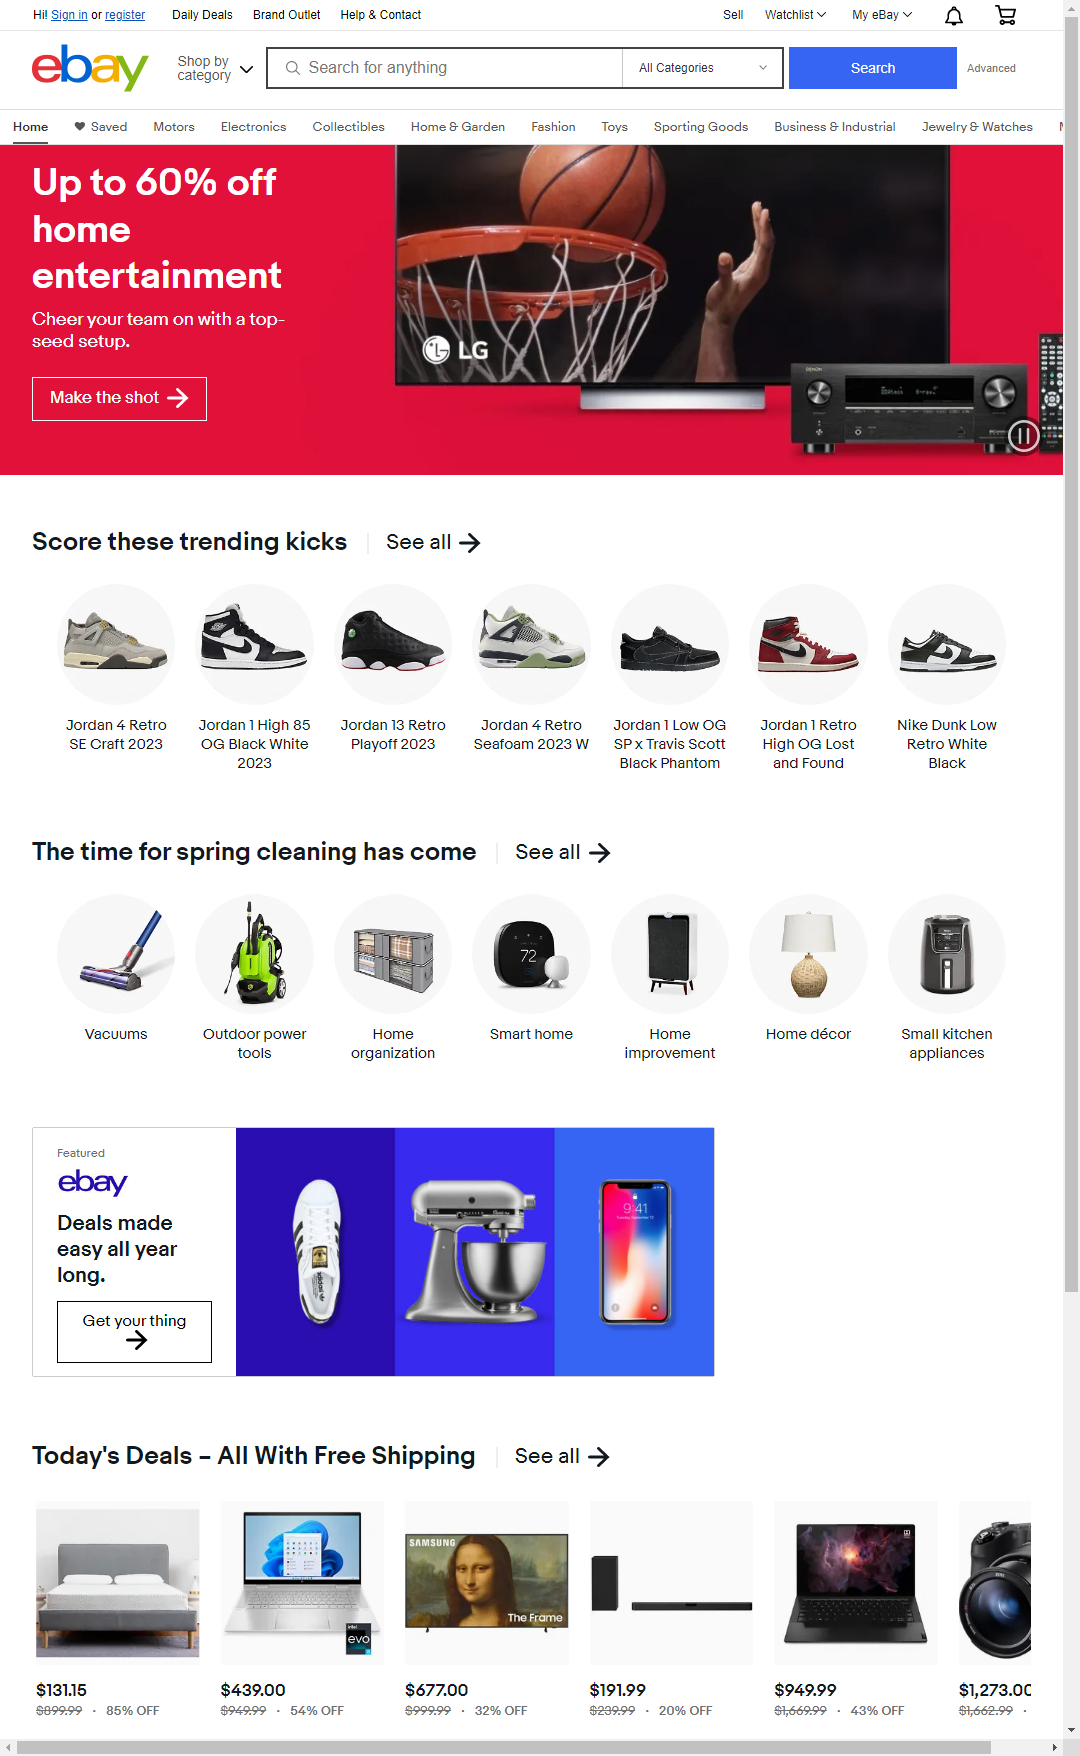 Hi! Sign in or register Daily Deals Brand Outlet Help & Contact Sell Watchlist My eBay
ebay
Shop by
category
Search for anything
All Categories
Search
Advanced
Home Saved Motors Electronics Collectibles Home & Garden Fashion Toys Sporting Goods Business & Industrial Jewelry & Watches
Up to 60% off
home
entertainment
Cheer your team on with a top-
seed setup.
Make the shot
LG
DENON
Score these trending kicks See all
Jordan 4 Retro
SE Craft 2023
Jordan 1 High 85
OG Black White
2023
Jordan 13 Retro
Playoff 2023
Jordan 4 Retro
Seafoam 2023 W
Jordan 1 Low OG
SP x Travis Scott
Black Phantom
Jordan 1 Retro
High OG Lost
and Found
Nike Dunk Low
Retro White
Black
The time for spring cleaning has come See all
72
Vacuums
Outdoor power
tools
Home
organization
Smart home
Home
improvement
Home décor
Small kitchen
appliances
Featured
ebay
Deals made
easy all year
long.
Get your thing
adidas
9:41
Today's Deals – All With Free Shipping See all
intel
evo
SAMSUNG
The Frame
$131.15
$899.99 · 85% OFF
$439.00
$949.99 · 54% OFF
$677.00
$999.99 · 32% OFF
$191.99
$239.99 · 20% OFF
$949.99
$1,669.99 · 43% OFF
$1,273.00
$1,662.99 ·